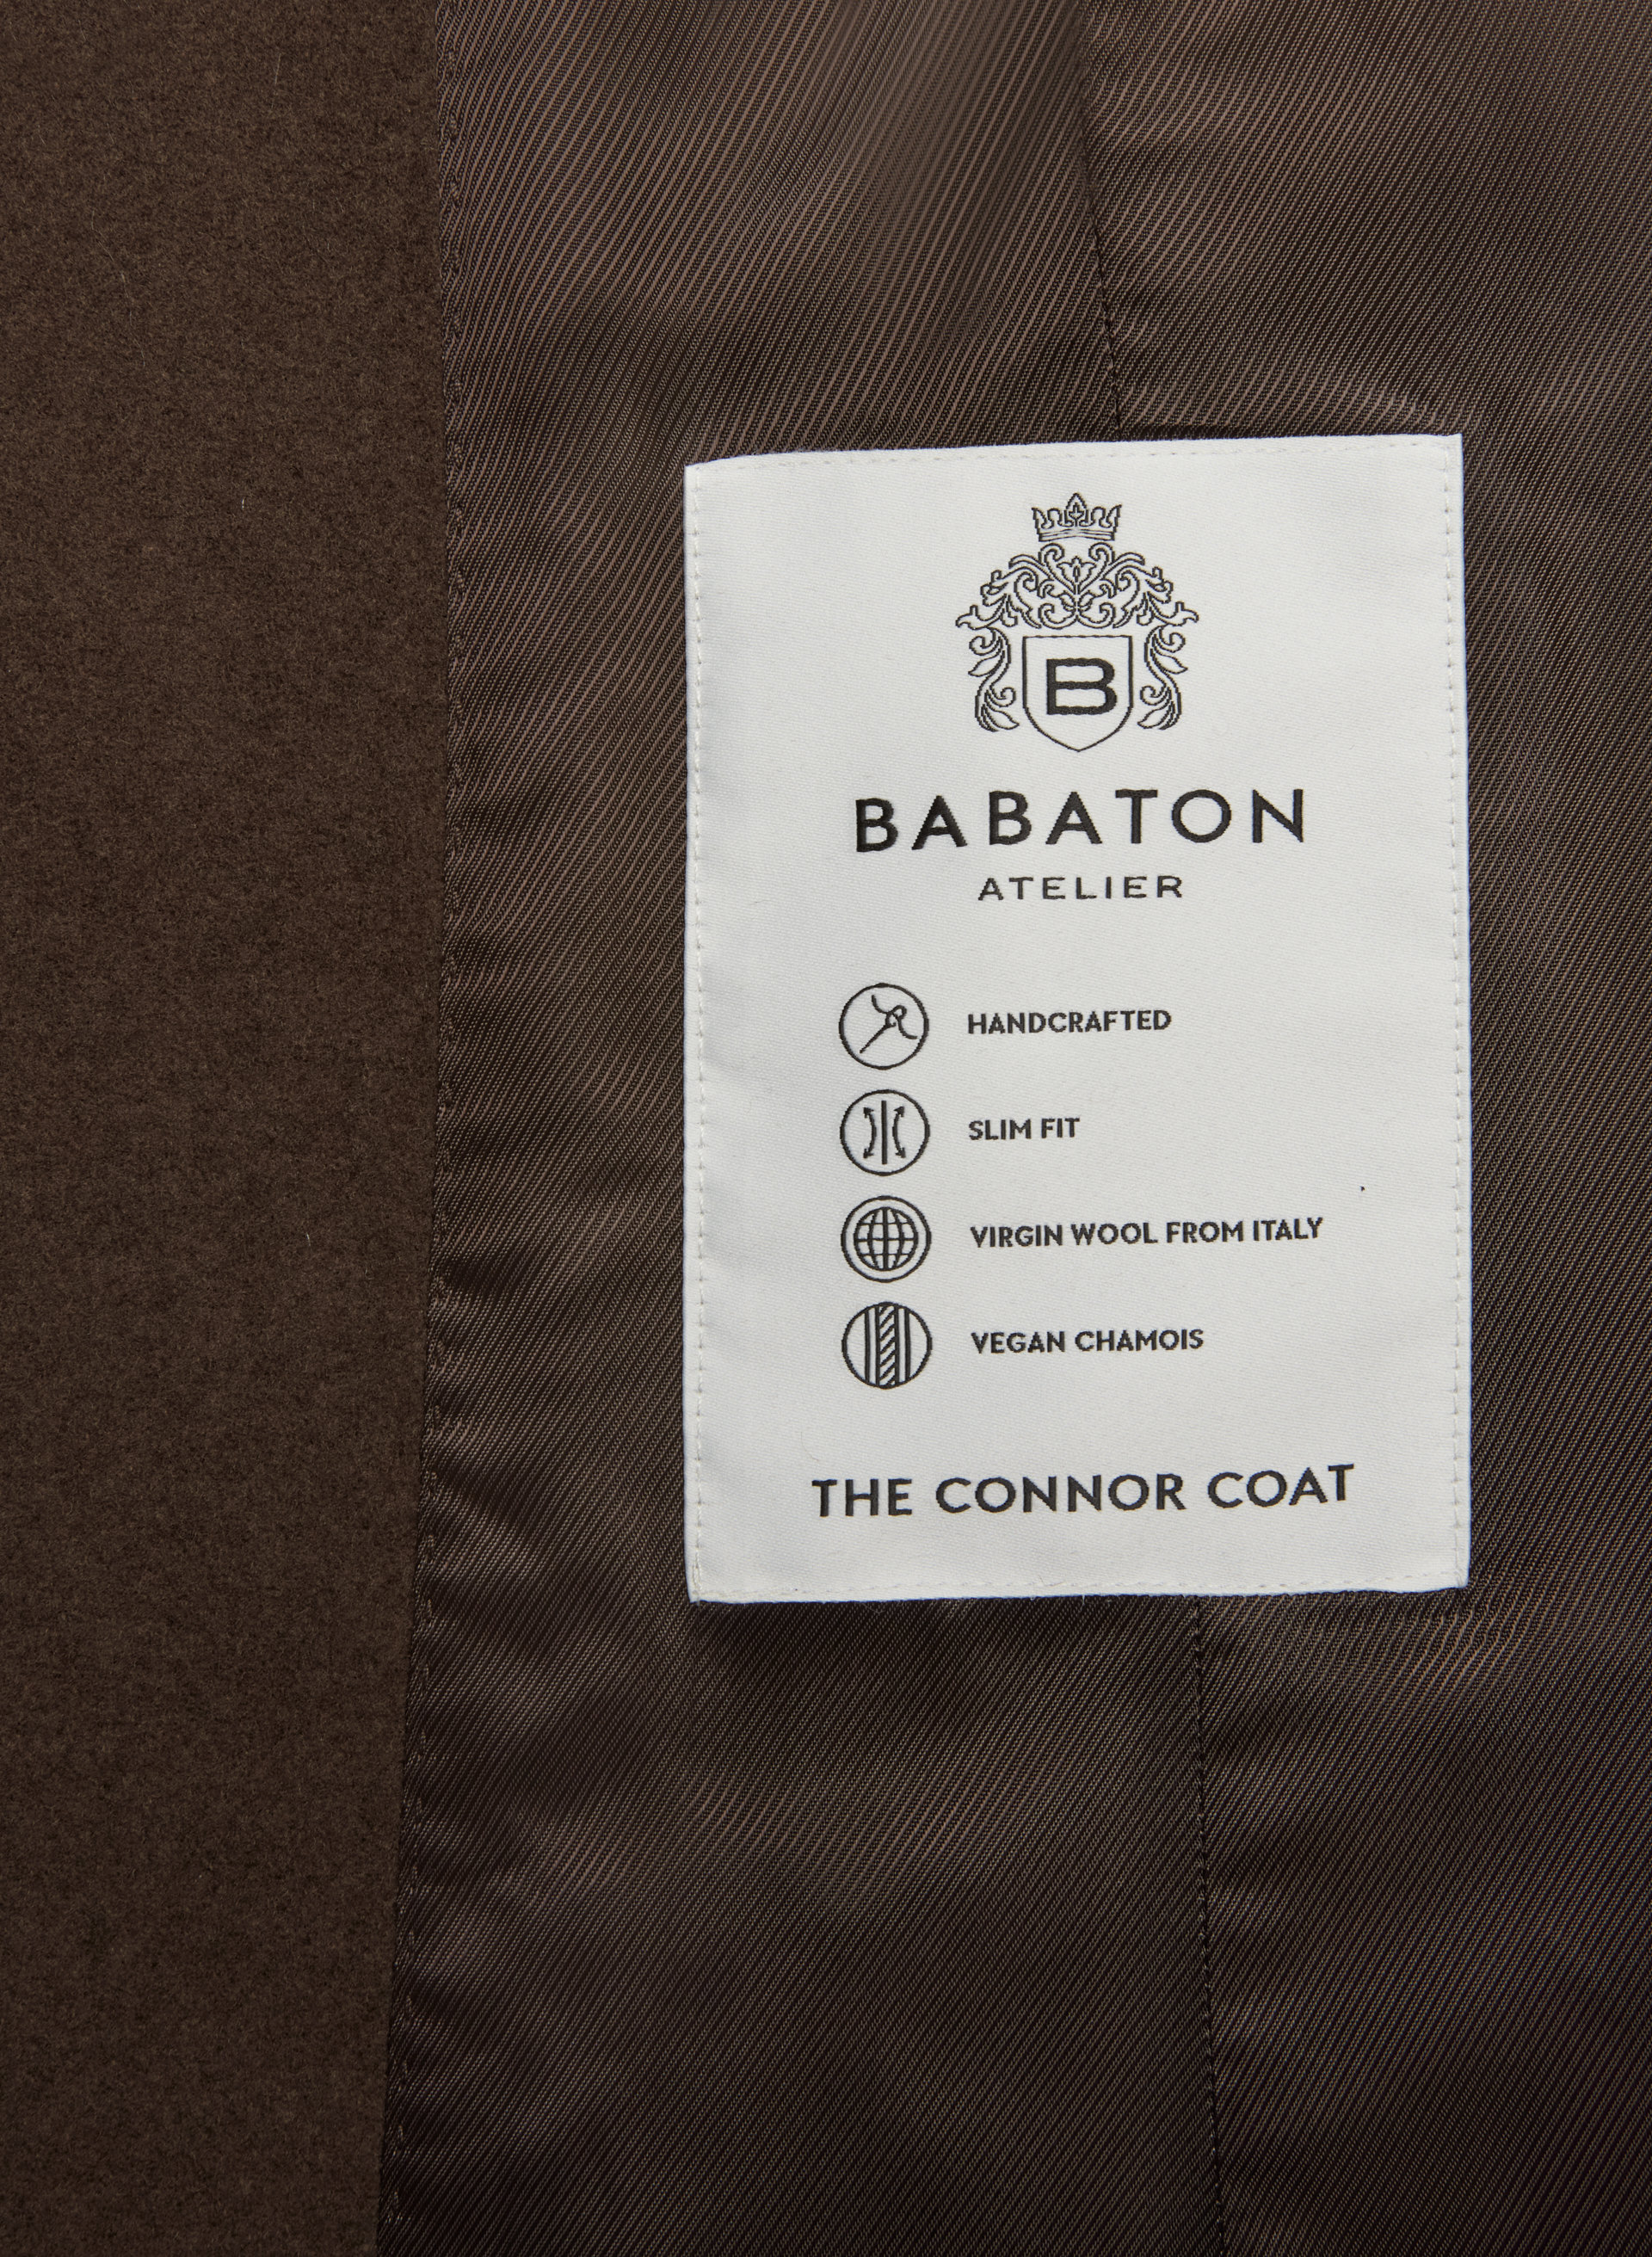 B
BABATON
ATELIER
HANDCRAFTED
SLIM FIT
VIRGIN WOOL FROM ITALY
VEGAN CHAMOIS
THE CONNOR COAT